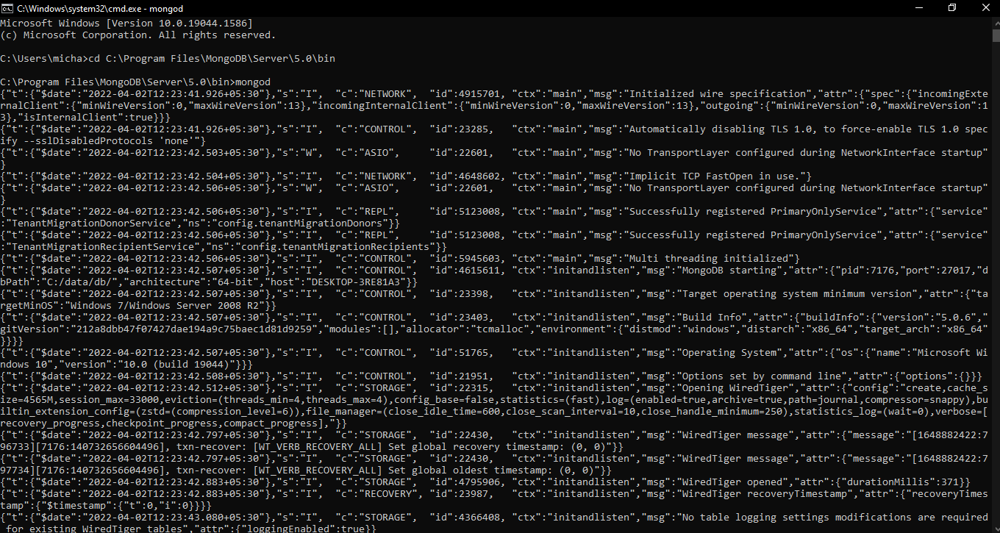 C:\Windows\system32\cmd.exe - mongod
Microsoft Windows [Version 10.0.19044.1586]
(c) Microsoft Corporation. All rights reserved.
C:\Users\micha>cd C:\Program Files\MongoDB\Server\5.0\bin
C:\Program Files\MongoDB\Server\5.0\bin>mongod
{"t":{"$date":"2022-04-02T12:23:41.926+05:30"},"s":"I",  "c":"NETWORK",  "id":4915701, "ctx":"main","msg":"Initialized wire specification","attr":{"spec":{"incomingExte
rnalClient":{"minWireVersion":0,"maxWireVersion":13},"incomingInternalClient":{"minWireVersion":0,"maxWireVersion":13},"outgoing":{"minWireVersion":0,"maxWireVersion":1
3},"isInternalClient":true}}}
{"t":{"$date":"2022-04-02T12:23:41.926+05:30"},"s":"I",  "c":"CONTROL",  "id":23285,   "ctx":"main","msg":"Automatically disabling TLS 1.0, to force-enable TLS 1.0 spec
ify --sslDisabledProtocols 'none'"}
{"t":{"$date":"2022-04-02T12:23:42.503+05:30"},"s":"W",  "c":"ASIO",     "id":22601,   "ctx":"main","msg":"No TransportLayer configured during NetworkInterface startup"
}
{"t":{"$date":"2022-04-02T12:23:42.504+05:30"},"s":"I",  "c":"NETWORK",  "id":4648602, "ctx":"main","msg":"Implicit TCP FastOpen in use."}
{"t":{"$date":"2022-04-02T12:23:42.506+05:30"},"s":"W",  "c":"ASIO",     "id":22601,   "ctx":"main","msg":"No TransportLayer configured during NetworkInterface startup"
}
{"t":{"$date":"2022-04-02T12:23:42.506+05:30"},"s":"I",  "c":"REPL",     "id":5123008, "ctx":"main","msg":"Successfully registered PrimaryOnlyService","attr":{"service"
:"TenantMigrationDonorService","ns":"config.tenantMigrationDonors"}}
{"t":{"$date":"2022-04-02T12:23:42.506+05:30"},"s":"I",  "c":"REPL",     "id":5123008, "ctx":"main","msg":"Successfully registered PrimaryOnlyService","attr":{"service"
:"TenantMigrationRecipientService","ns":"config.tenantMigrationRecipients"}}
{"t":{"$date":"2022-04-02T12:23:42.506+05:30"},"s":"I",  "c":"CONTROL",  "id":5945603, "ctx":"main","msg":"Multi threading initialized"}
{"t":{"$date":"2022-04-02T12:23:42.507+05:30"},"s":"I",  "c":"CONTROL",  "id":4615611, "ctx":"initandlisten","msg":"MongoDB starting","attr":{"pid":7176,"port":27017,"d
bPath":"C:/data/db/","architecture":"64-bit","host":"DESKTOP-3RE81A3"}}
{"t":{"$date":"2022-04-02T12:23:42.507+05:30"},"s":"I",  "c":"CONTROL",  "id":23398,   "ctx":"initandlisten","msg":"Target operating system minimum version","attr":{"ta
rgetMinOS":"Windows 7/Windows Server 2008 R2"}}
{"t":{"$date":"2022-04-02T12:23:42.507+05:30"},"s":"I",  "c":"CONTROL",  "id":23403,   "ctx":"initandlisten","msg":"Build Info","attr":{"buildInfo":{"version":"5.0.6","
gitVersion":"212a8dbb47f07427dae194a9c75baec1d81d9259","modules":[],"allocator":"tcmalloc","environment":{"distmod":"windows","distarch":"x86_64","target_arch":"x86_64"
}}}}
{"t":{"$date":"2022-04-02T12:23:42.507+05:30"},"s":"I",  "c":"CONTROL",  "id":51765,   "ctx":"initandlisten","msg":"Operating System","attr":{"os":{"name":"Microsoft Wi
ndows 10","version":"10.0 (build 19044)"}}}
{"t":{"$date":"2022-04-02T12:23:42.508+05:30"},"s":"I",  "c":"CONTROL",  "id":21951,   "ctx":"initandlisten","msg":"Options set by command line","attr":{"options":{}}}
{"t":{"$date":"2022-04-02T12:23:42.512+05:30"},"s":"I",  "c":"STORAGE",  "id":22315,   "ctx":"initandlisten","msg":"Opening WiredTiger","attr":{"config":"create,cache_s
ize=4565M,session_max=33000,eviction=(threads_min=4,threads_max=4),config_base=false,statistics=(fast),log=(enabled=true,archive=true,path=journal,compressor=snappy),bu
iltin_extension_config=(zstd=(compression_level=6)),file_manager=(close_idle_time=600,close_scan_interval=10,close_handle_minimum=250),statistics_log=(wait=0),verbose=[
recovery_progress,checkpoint_progress,compact_progress],"}}
{"t":{"$date":"2022-04-02T12:23:42.797+05:30"},"s":"I",  "c":"STORAGE",  "id":22430,   "ctx":"initandlisten","msg":"WiredTiger message","attr":{"message":"[1648882422:7
96733][7176:140732656604496], txn-recover: [WT_VERB_RECOVERY_ALL] Set global recovery timestamp: (0, 0)"}}
{"t":{"$date":"2022-04-02T12:23:42.797+05:30"},"s":"I",  "c":"STORAGE",  "id":22430,   "ctx":"initandlisten","msg":"WiredTiger message","attr":{"message":"[1648882422:7
97734][7176:140732656604496], txn-recover: [WT_VERB_RECOVERY_ALL] Set global oldest timestamp: (0, 0)"}}
{"t":{"$date":"2022-04-02T12:23:42.883+05:30"},"s":"I",  "c":"STORAGE",  "id":4795906, "ctx":"initandlisten","msg":"WiredTiger opened","attr":{"durationMillis":371}}
{"t":{"$date":"2022-04-02T12:23:42.883+05:30"},"s":"I",  "c":"RECOVERY", "id":23987,   "ctx":"initandlisten","msg":"WiredTiger recoveryTimestamp","attr":{"recoveryTimes
tamp":{"$timestamp":{"t":0,"i":0}}}}
{"t":{"$date":"2022-04-02T12:23:43.080+05:30"},"s":"I",  "c":"STORAGE",  "id":4366408, "ctx":"initandlisten","msg":"No table logging settings modifications are required
 for existing WiredTiger tables","attr":{"loggingEnabled":true}}